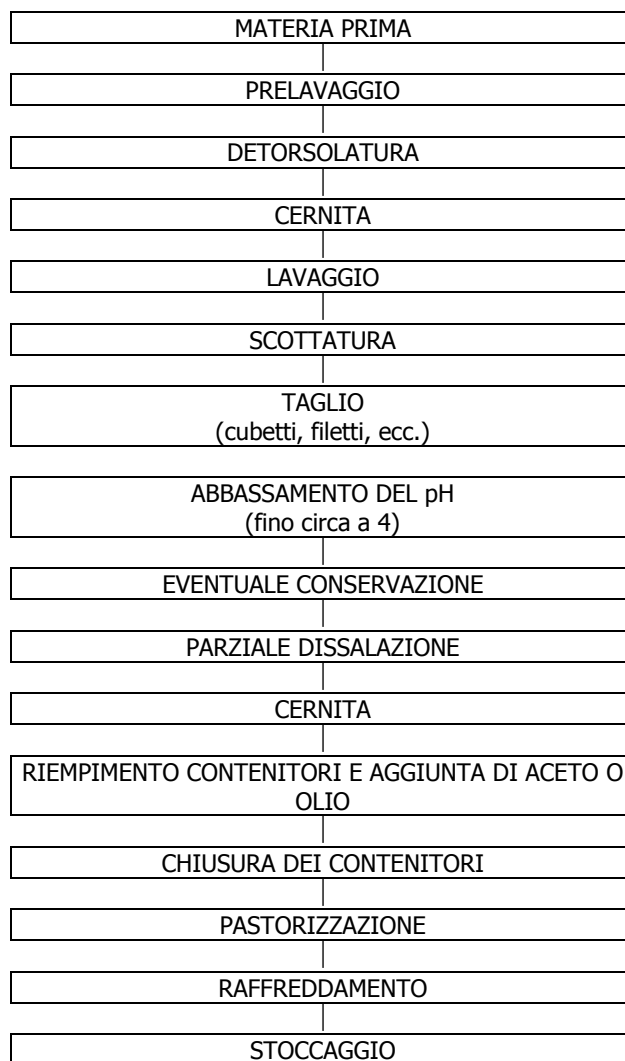 MATERIA PRIMA
PRELAVAGGIO
DETORSOLATURA
CERNITA
LAVAGGIO
SCOTTATURA
TAGLIO
(cubetti, filetti, ecc.)
ABBASSAMENTO DEL pH
(fino circa a 4)
EVENTUALE CONSERVAZIONE
PARZIALE DISSALAZIONE
CERNITA
RIEMPIMENTO CONTENITORI E AGGIUNTA DI ACETO O
OLIO
CHIUSURA DEI CONTENITORI
PASTORIZZAZIONE
RAFFREDDAMENTO
STOCCAGGIO